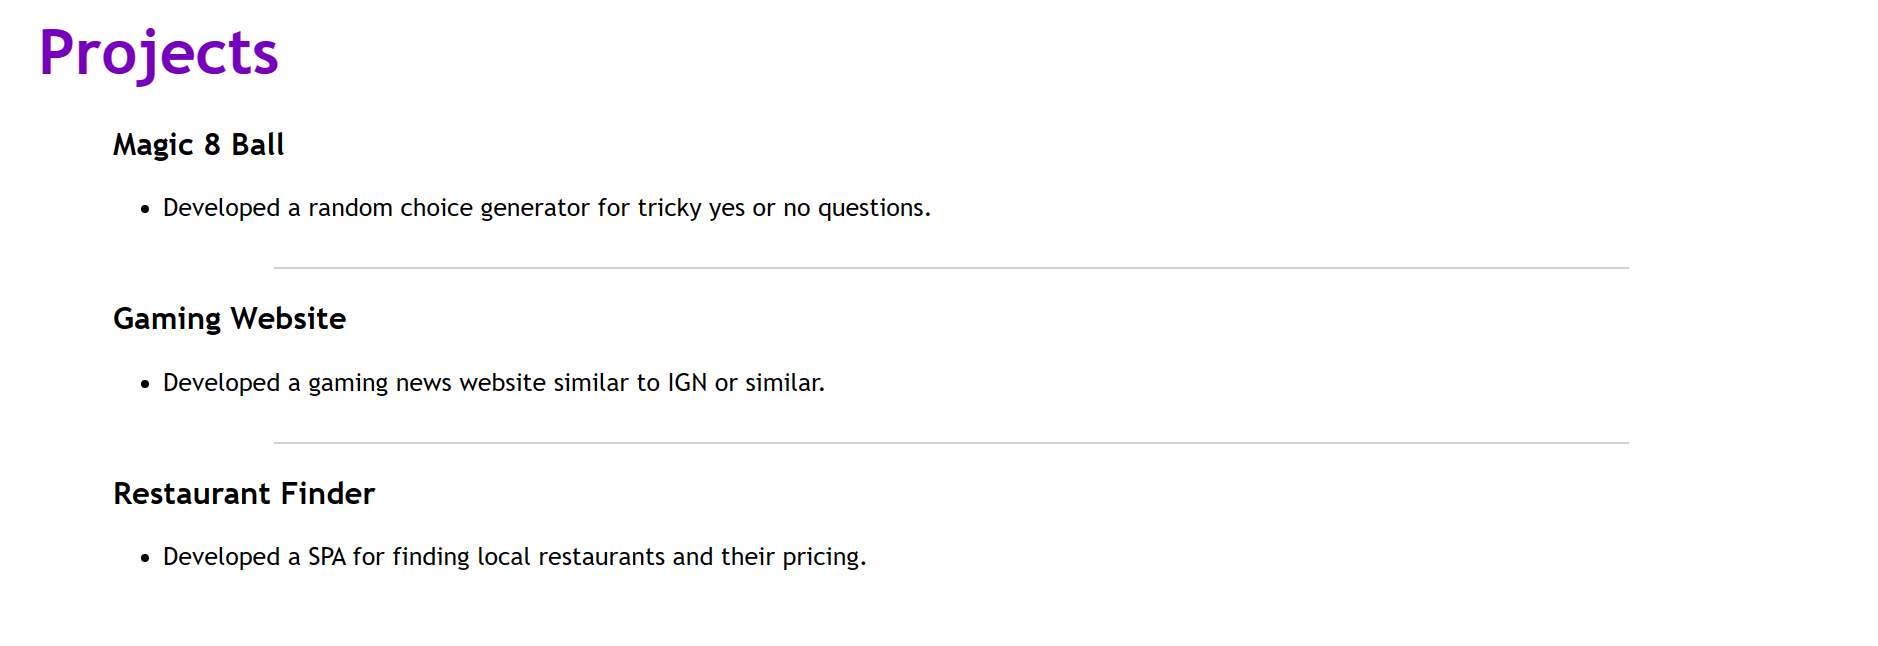 Projects
Magic 8 Ball
• Developed a random choice generator for tricky yes or no questions.
Gaming Website
• Developed a gaming news website similar to IGN or similar.
Restaurant Finder
• Developed a SPA for finding local restaurants and their pricing.